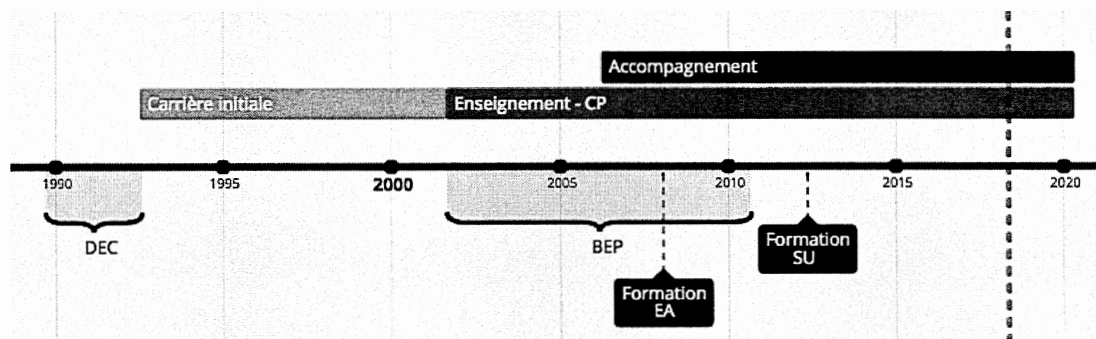 Accompagnement
Carrière initiale
Enseignement - CP
1990
1995
2000
2005
2010
2015
2020
DEC
BEP
Formation
SU
Formation
EA